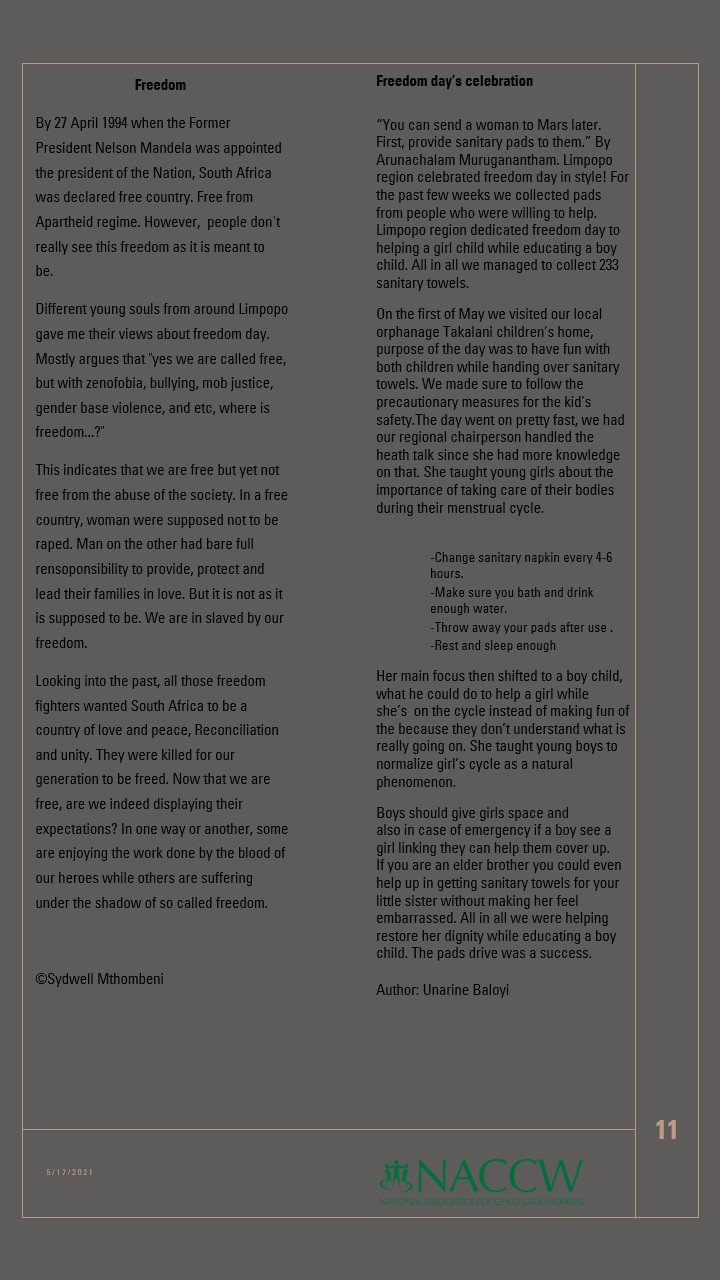 Freedom
By 27 April 1994 when the Former
President Nelson Mandela was appointed
the president of the Nation, South Africa
was declared free country. Free from
Apartheid regime. However,  people don't
really see this freedom as it is meant to
be.
Different young souls from around Limpopo
gave me their views about freedom day.
Mostly argues that "yes we are called free,
but with zenofobia, bullying, mob justice,
gender base violence, and etc, where is
freedom...?"
This indicates that we are free but yet not
free from the abuse of the society. In a free
country, woman were supposed not to be
raped. Man on the other had bare full
rensoponsibility to provide, protect and
lead their families in love. But it is not as it
is supposed to be. We are in slaved by our
freedom.
Looking into the past, all those freedom
fighters wanted South Africa to be a
country of love and peace, Reconciliation
and unity. They were killed for our
generation to be freed. Now that we are
free, are we indeed displaying their
expectations? In one way or another, some
are enjoying the work done by the blood of
our heroes while others are suffering
under the shadow of so called freedom.
©Sydwell Mthombeni
Freedom day's celebration
“You can send a woman to Mars later.
First, provide sanitary pads to them.” By
Arunachalam Muruganantham. Limpopo
region celebrated freedom day in style! For
the past few weeks we collected pads
from people who were willing to help.
Limpopo region dedicated freedom day to
helping a girl child while educating a boy
child. All in all we managed to collect 233
sanitary towels.
On the first of May we visited our local
orphanage Takalani children’s home,
purpose of the day was to have fun with
both children while handing over sanitary
towels. We made sure to follow the
precautionary measures for the kid’s
safety.The day went on pretty fast, we had
our regional chairperson handled the
heath talk since she had more knowledge
on that. She taught young girls about the
importance of taking care of their bodies
during their menstrual cycle.
-Change sanitary napkin every 4-6
hours.
-Make sure you bath and drink
enough water.
-Throw away your pads after use .
-Rest and sleep enough
Her main focus then shifted to a boy child,
what he could do to help a girl while
she’s  on the cycle instead of making fun of
the because they don’t understand what is
really going on. She taught young boys to
normalize girl’s cycle as a natural
phenomenon.
Boys should give girls space and
also in case of emergency if a boy see a
girl linking they can help them cover up.
If you are an elder brother you could even
help up in getting sanitary towels for your
little sister without making her feel
embarrassed. All in all we were helping
restore her dignity while educating a boy
child. The pads drive was a success.
Author: Unarine Baloyi
11
5/17/2021
NACCW
NATIONAL ASSOCIATION OF CHILD CARE WORKERS